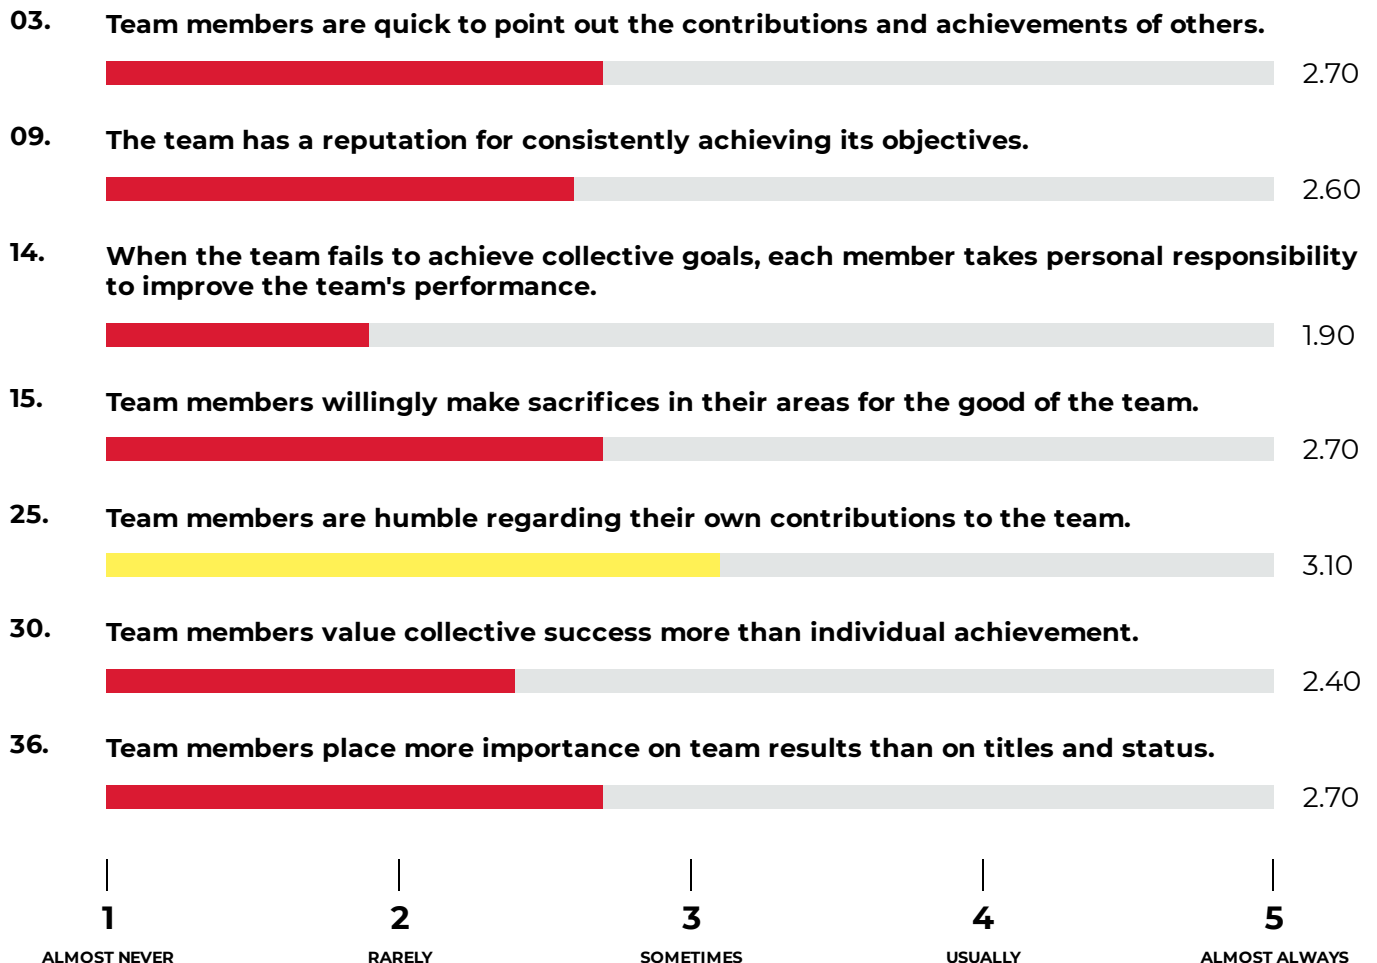 03. Team members are quick to point out the contributions and achievements of others.
2.70
09. The team has a reputation for consistently achieving its objectives.
2.60
14. When the team fails to achieve collective goals, each member takes personal responsibility
to improve the team's performance.
1.90
15. Team members willingly make sacrifices in their areas for the good of the team.
2.70
25. Team members are humble regarding their own contributions to the team.
3.10
30. Team members value collective success more than individual achievement.
2.40
36. Team members place more importance on team results than on titles and status.
2.70
1 2 3 4 5
ALMOST NEVER RARELY SOMETIMES USUALLY ALMOST ALWAYS